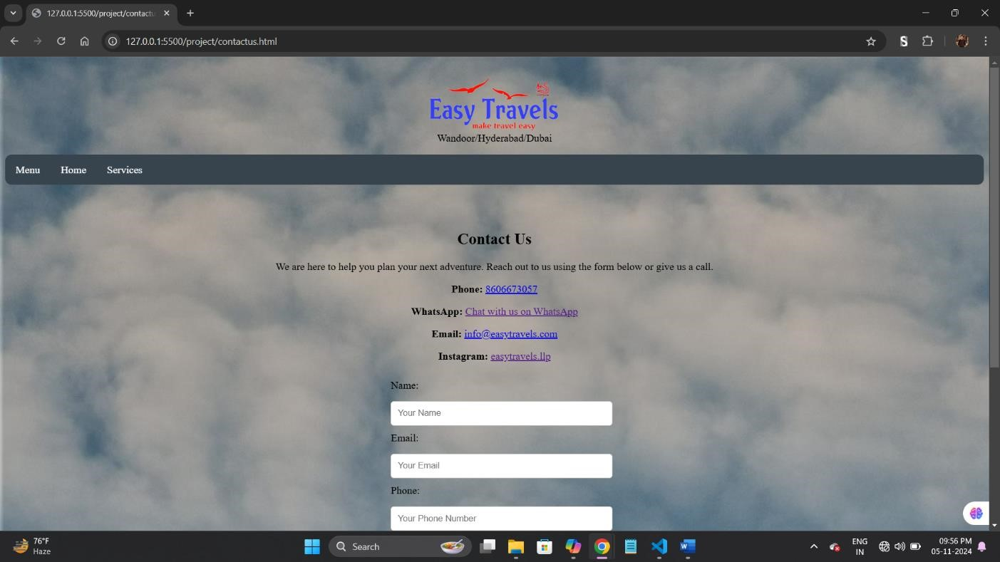 127.0.0.1:5500/project/contactu
127.0.0.1:5500/project/contactus.html
Easy Travels
make travel easy
Wandoor/Hyderabad/Dubai
Menu Home Services
Contact Us
We are here to help you plan your next adventure. Reach out to us using the form below or give us a call.
Phone: 8606673057
WhatsApp: Chat with us on WhatsApp
Email: info@easytravels.com
Instagram: easytravels.llp
Name:
Your Name
Email:
Your Email
Phone:
Your Phone Number
76°F
Haze
Search
ENG
IN
09:56 PM
05-11-2024